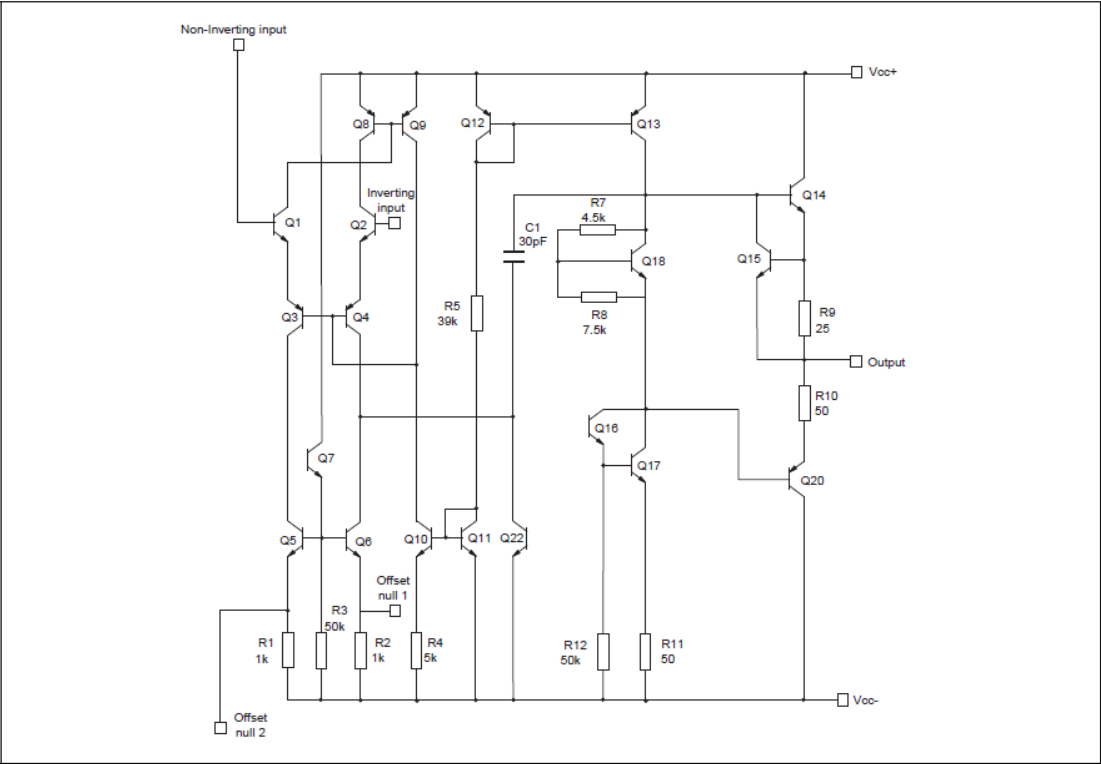 Non-Inverting input
Vcc+
Q8
Q9
Q12
Q13
Q14
Inverting
input
Q1
Q2
C1
30pF
R7
4.5k
Q18
Q15
R8
7.5k
R5
39k
Q3
Q4
R9
25
Output
R10
50
Q16
Q7
Q17
Q20
Q5
Q6
Q10
Q11
Q22
Offset
null 1
R3
50k
R1
1k
R2
1k
R4
5k
R12
50k
R11
50
Vcc-
Offset
null 2